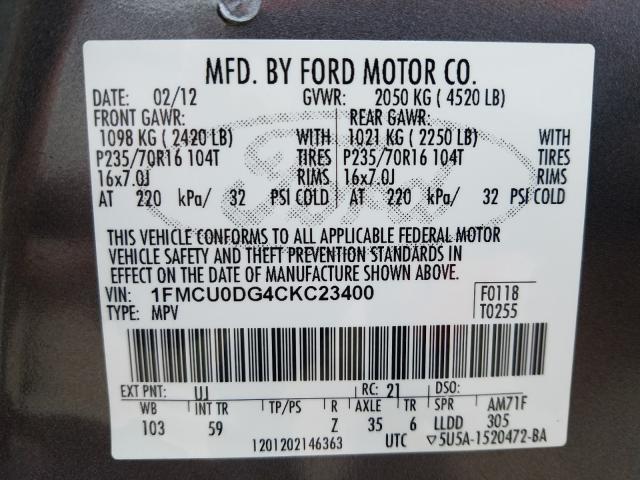 MFD. BY FORD MOTOR CO.
DATE: 02/12 GVWR: 2050 KG ( 4520 LB)
FRONT GAWR: REAR GAWR:
1098 KG ( 2420 LB) WITH 1021 KG ( 2250 LB) WITH
P235/70R16 104T TIRES P235/70R16 104T TIRES
16x7.0J RIMS 16x7.0J RIMS
AT 220 kPa/ 32 PSI COLD AT 220 kPa/ 32 PSI COLD
Ford
THIS VEHICLE CONFORMS TO ALL APPLICABLE FEDERAL MOTOR
VEHICLE SAFETY AND THEFT PREVENTION STANDARDS IN
EFFECT ON THE DATE OF MANUFACTURE SHOWN ABOVE.
VIN: 1FMCU0DG4CKC23400 F0118
TYPE: MPV T0255
EXT PNT: UJ RC: 21 DSO:
WB INT TR TP/PS R AXLE TR SPR AM71F
103 59 Z 35 6 LLDD 305
1201202146363 UTC ▽5U5A-1520472-BA